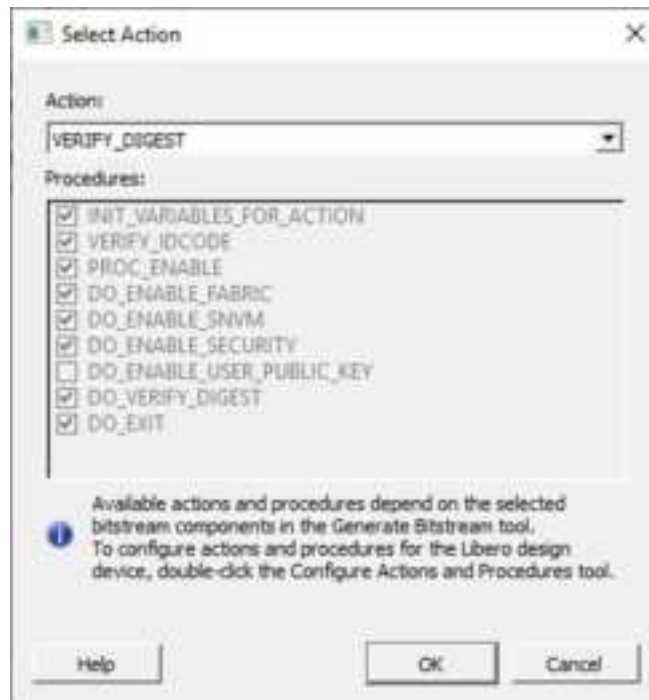 Select Action
Action:
VERIFY_DIGEST
Procedures:
INIT_VARIABLES_FOR_ACTION
VERIFY_IDCODE
PROC_ENABLE
DO_ENABLE_FABRIC
DO_ENABLE_SNVM
DO_ENABLE_SECURITY
DO_ENABLE_USER_PUBLIC_KEY
DO_VERIFY_DIGEST
DO_EXIT
Available actions and procedures depend on the selected
bitstream components in the Generate Bitstream tool.
To configure actions and procedures for the Libero design
device, double-click the Configure Actions and Procedures tool.
Help OK Cancel